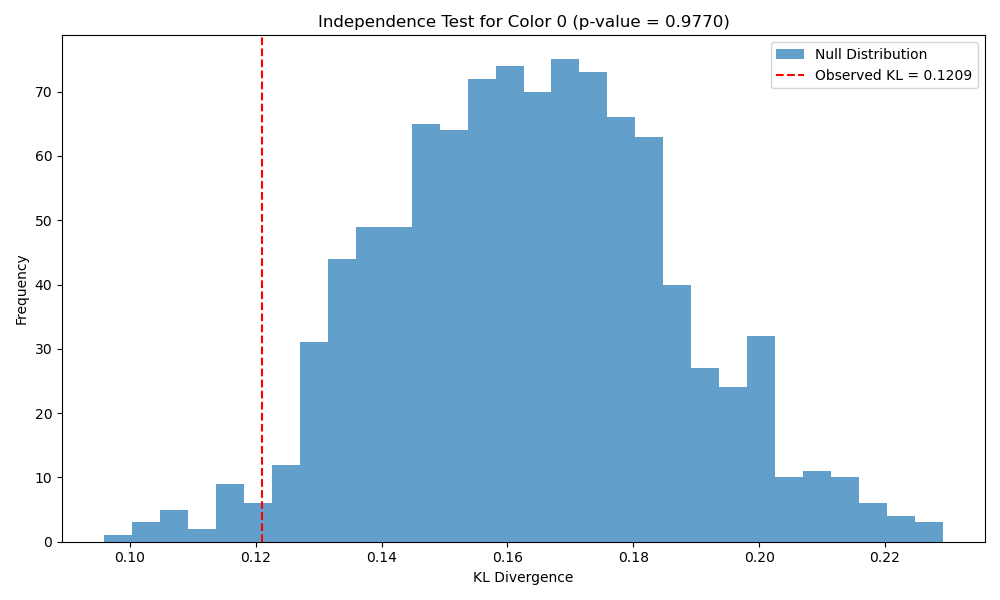 Independence Test for Color 0 (p-value = 0.9770)
Null Distribution
Observed KL = 0.1209
Frequency
70
60
50
40
30
20
10
0
0.10 0.12 0.14 0.16 0.18 0.20 0.22
KL Divergence